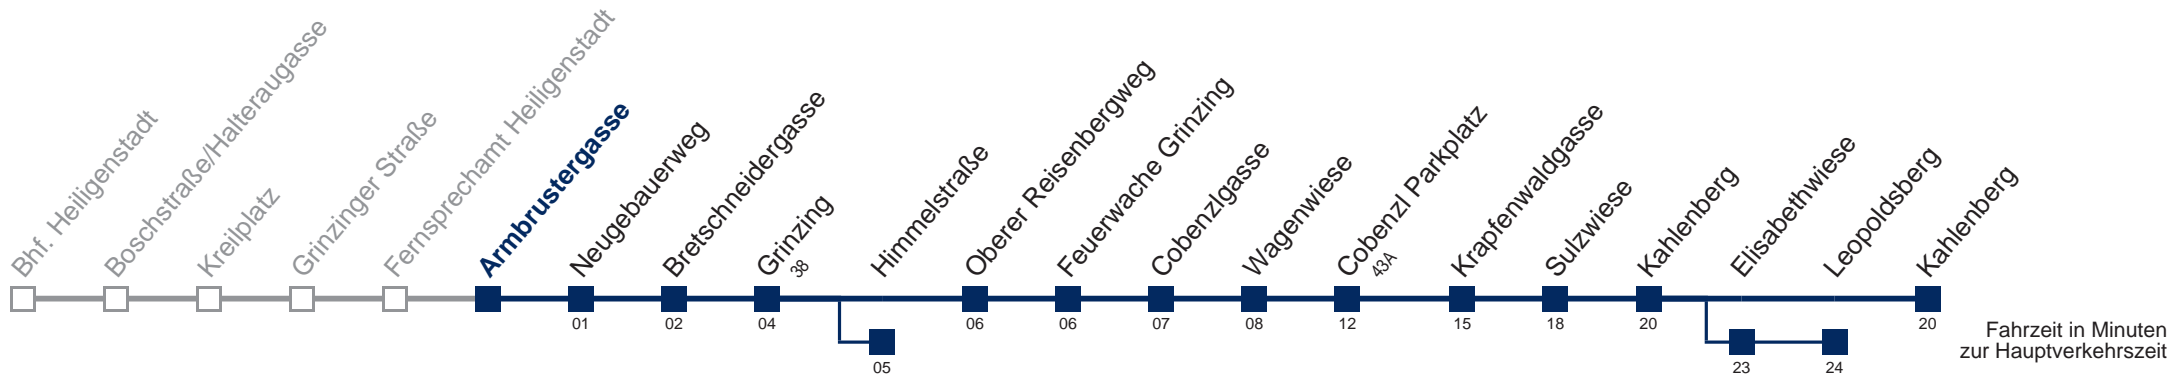 Bhf. Heiligenstadt
Boschstraße/Halteraugasse
Kreilplatz
Grinzinger Straße
Fernsprechamt Heiligenstadt
Armbrustergasse
Neugebauerweg
Bretschneidergasse
Grinzing
38
Himmelstraße
Oberer Reisenbergweg
Feuerwache Grinzing
Cobenzlgasse
Wagenwiese
Cobenzl Parkplatz
43A
Krapfenwaldgasse
Sulzwiese
Kahlenberg
Elisabethwiese
Leopoldsberg
Kahlenberg
01
02
04
05
06
06
07
08
12
15
18
20
23
24
20
Fahrzeit in Minuten
zur Hauptverkehrszeit